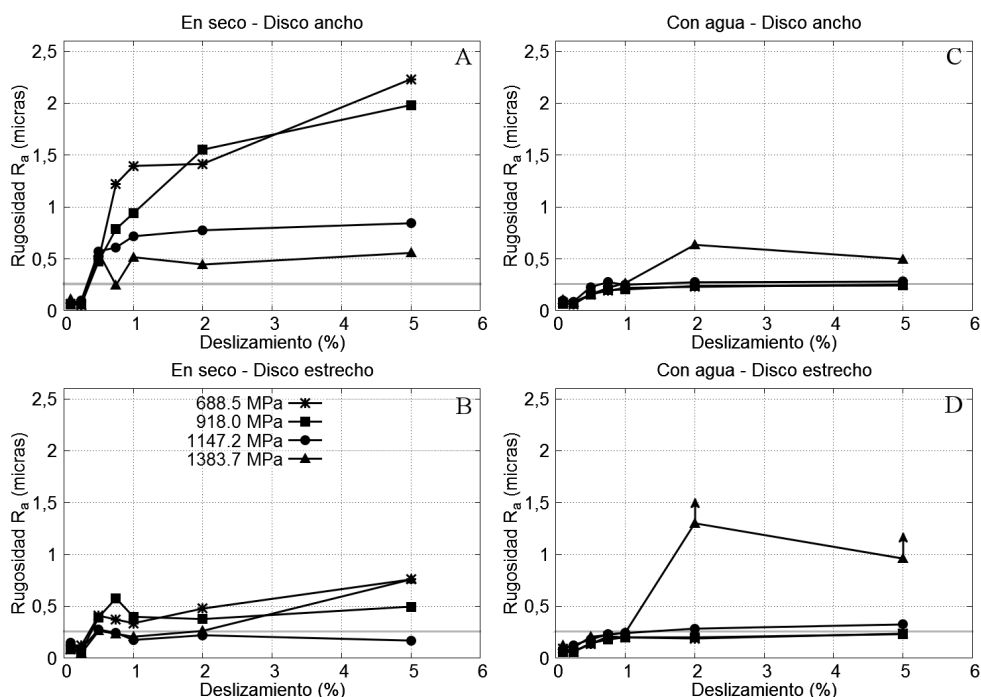 En seco - Disco ancho
A
Rugosidad Ra (micras)
2,5
2
1,5
1
0,5
0
0 1 2 3 4 5 6
Deslizamiento (%)
Con agua - Disco ancho
C
Rugosidad Ra (micras)
2,5
2
1,5
1
0,5
0
0 1 2 3 4 5 6
Deslizamiento (%)
En seco - Disco estrecho
B
688.5 MPa
918.0 MPa
1147.2 MPa
1383.7 MPa
Rugosidad Ra (micras)
2,5
2
1,5
1
0,5
0
0 1 2 3 4 5 6
Deslizamiento (%)
Con agua - Disco estrecho
D
Rugosidad Ra (micras)
2,5
2
1,5
1
0,5
0
0 1 2 3 4 5 6
Deslizamiento (%)